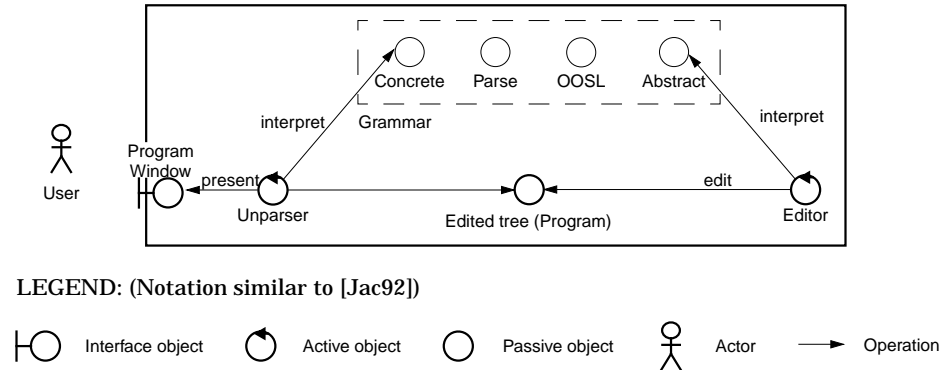 Concrete Parse OOSL Abstract
interpret Grammar interpret
Program
Window
User
present edit
Unparser Edited tree (Program) Editor
LEGEND: (Notation similar to [Jac92])
Interface object Active object Passive object Actor Operation